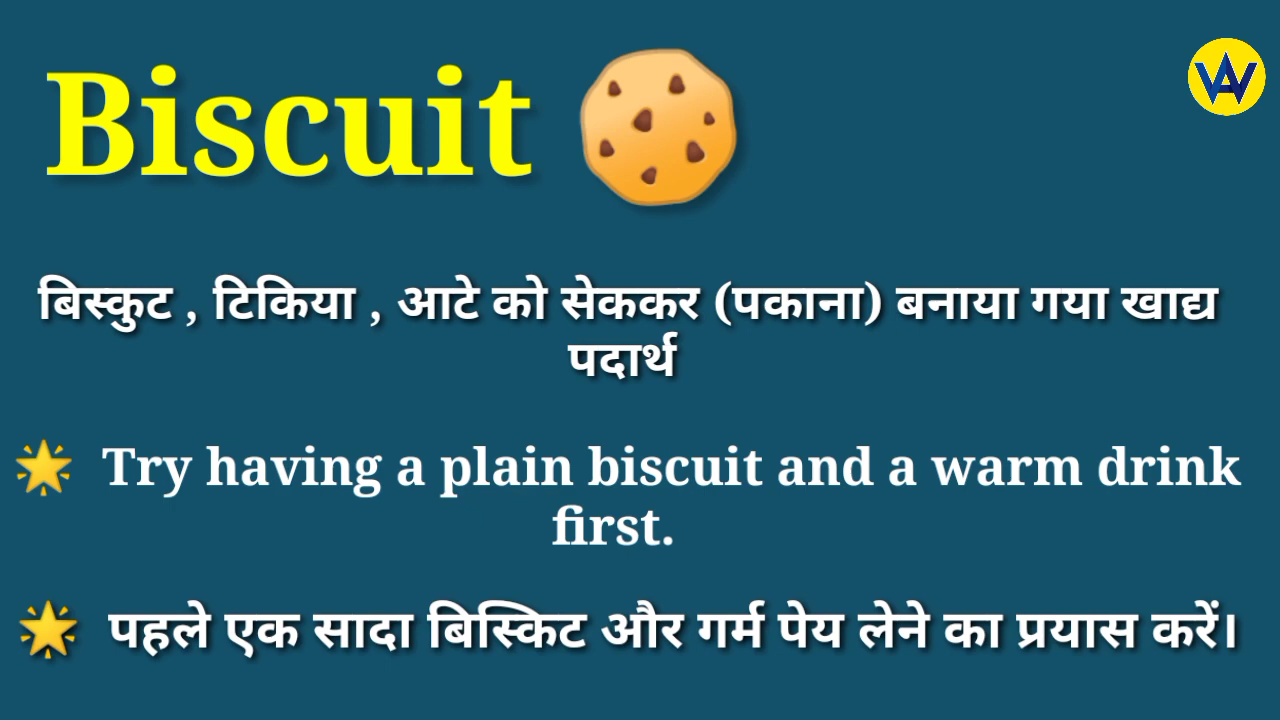 Biscuit
बिस्कुट , टिकिया , आटे को सेककर (पकाना) बनाया गया खाद्य
पदार्थ
Try having a plain biscuit and a warm drink
first.
पहले एक सादा बिस्किट और गर्म पेय लेने का प्रयास करें।